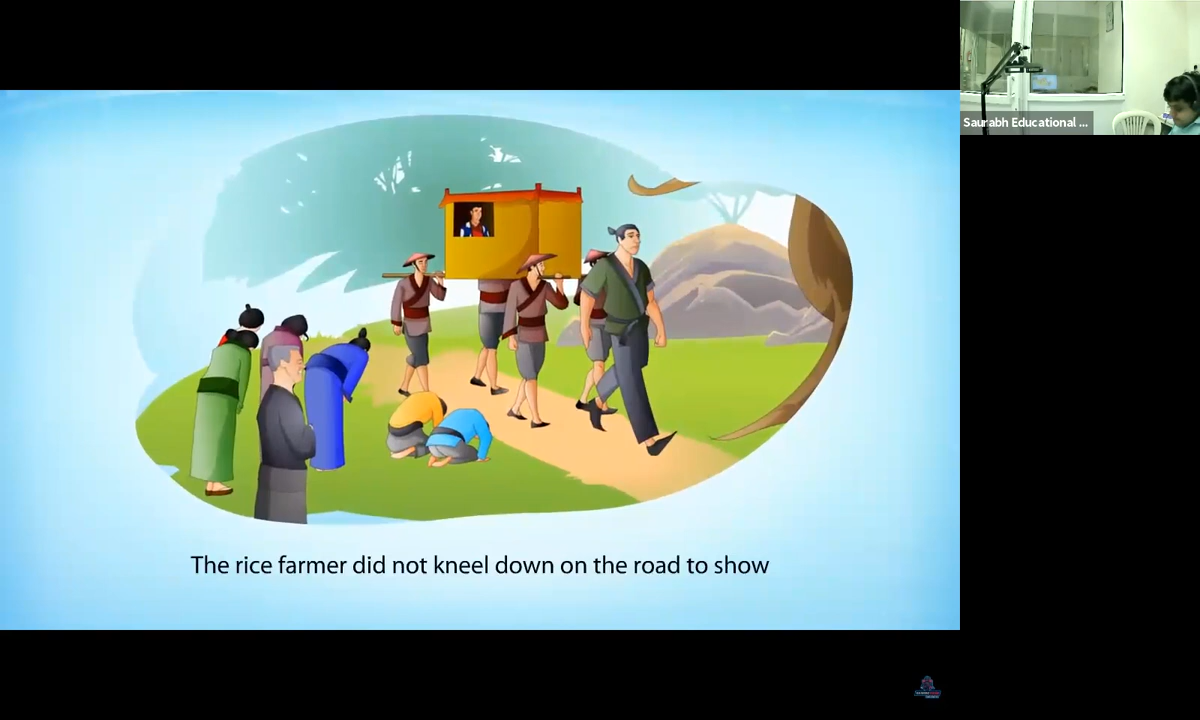 Saurabh Educational ...
The rice farmer did not kneel down on the road to show